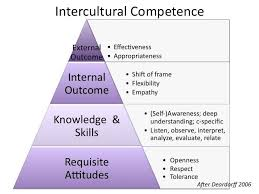 Intercultural Competence
External
Outcome
• Effectiveness
• Appropriateness
Internal
Outcome
• Shift of frame
• Flexibility
• Empathy
Knowledge &
Skills
• (Self-)Awareness; deep
understanding; c-specific
• Listen, observe, interpret,
analyze, evaluate, relate
Requisite
Attitudes
• Openness
• Respect
• Tolerance
After Deardorff 2006